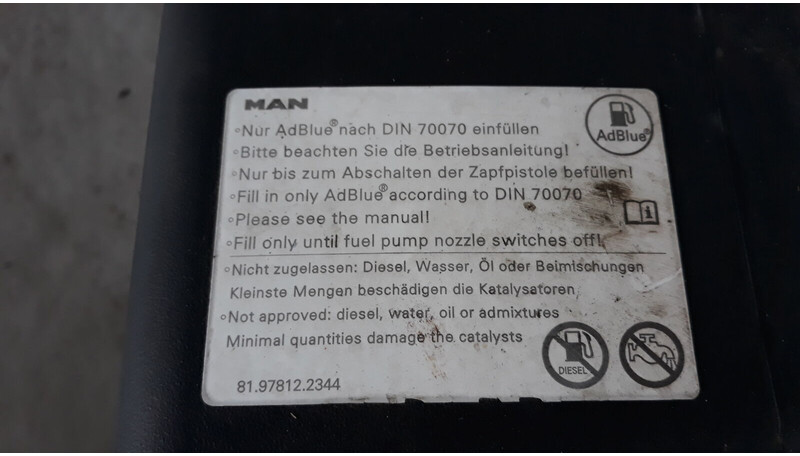 MAN
◦Nur AdBlue® nach DIN 70070 einfüllen
AdBlue®
◦Bitte beachten Sie die Betriebsanleitung!
◦Nur bis zum Abschalten der Zapfpistole befüllen!
◦Fill in only AdBlue® according to DIN 70070
◦Please see the manual!
◦Fill only until fuel pump nozzle switches off!
◦Nicht zugelassen: Diesel, Wasser, Öl oder Beimischungen
Kleinste Mengen beschädigen die Katalysatoren
◦Not approved: diesel, water, oil or admixtures
Minimal quantities damage the catalysts
DIESEL
81.97812.2344